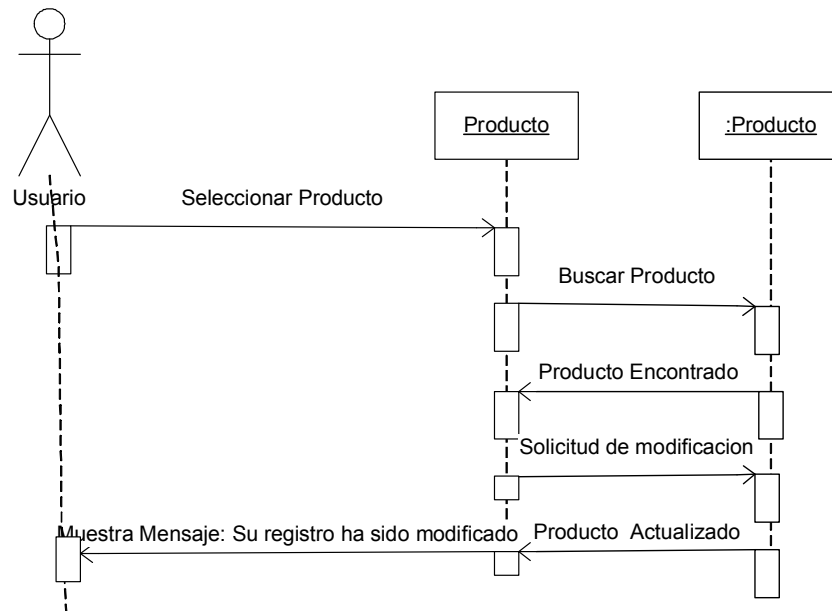 Producto
:Producto
Usuario
Seleccionar Producto
Buscar Producto
Producto Encontrado
Solicitud de modificacion
Muestra Mensaje: Su registro ha sido modificado
Producto Actualizado